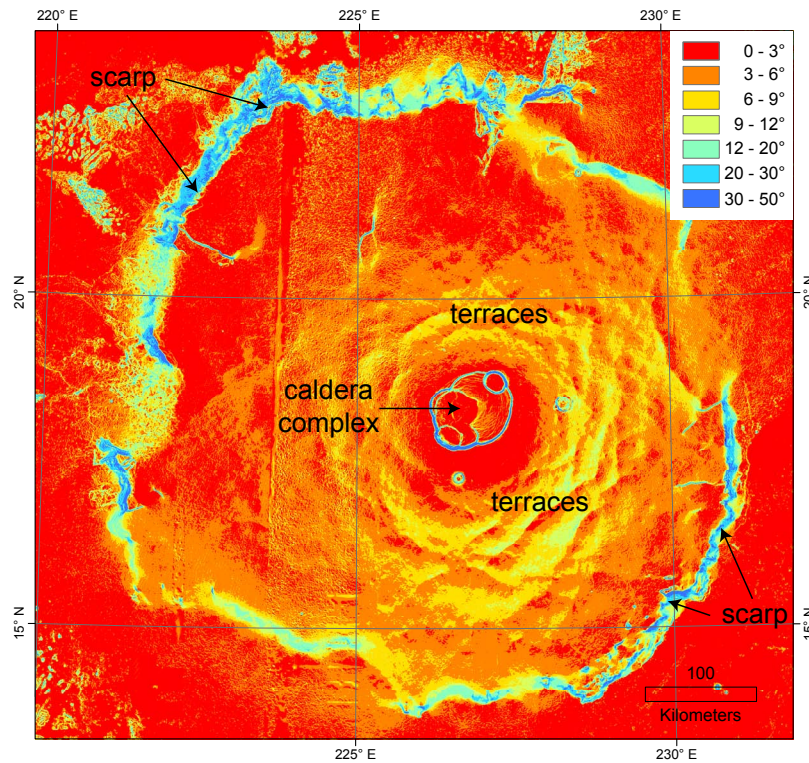 220° E
225° E
230° E
scarp
0 - 3°
3 - 6°
6 - 9°
9 - 12°
12 - 20°
20 - 30°
30 - 50°
20° N
20° N
terraces
caldera
complex
terraces
15° N
scarp
15° N
100
Kilometers
225° E
230° E